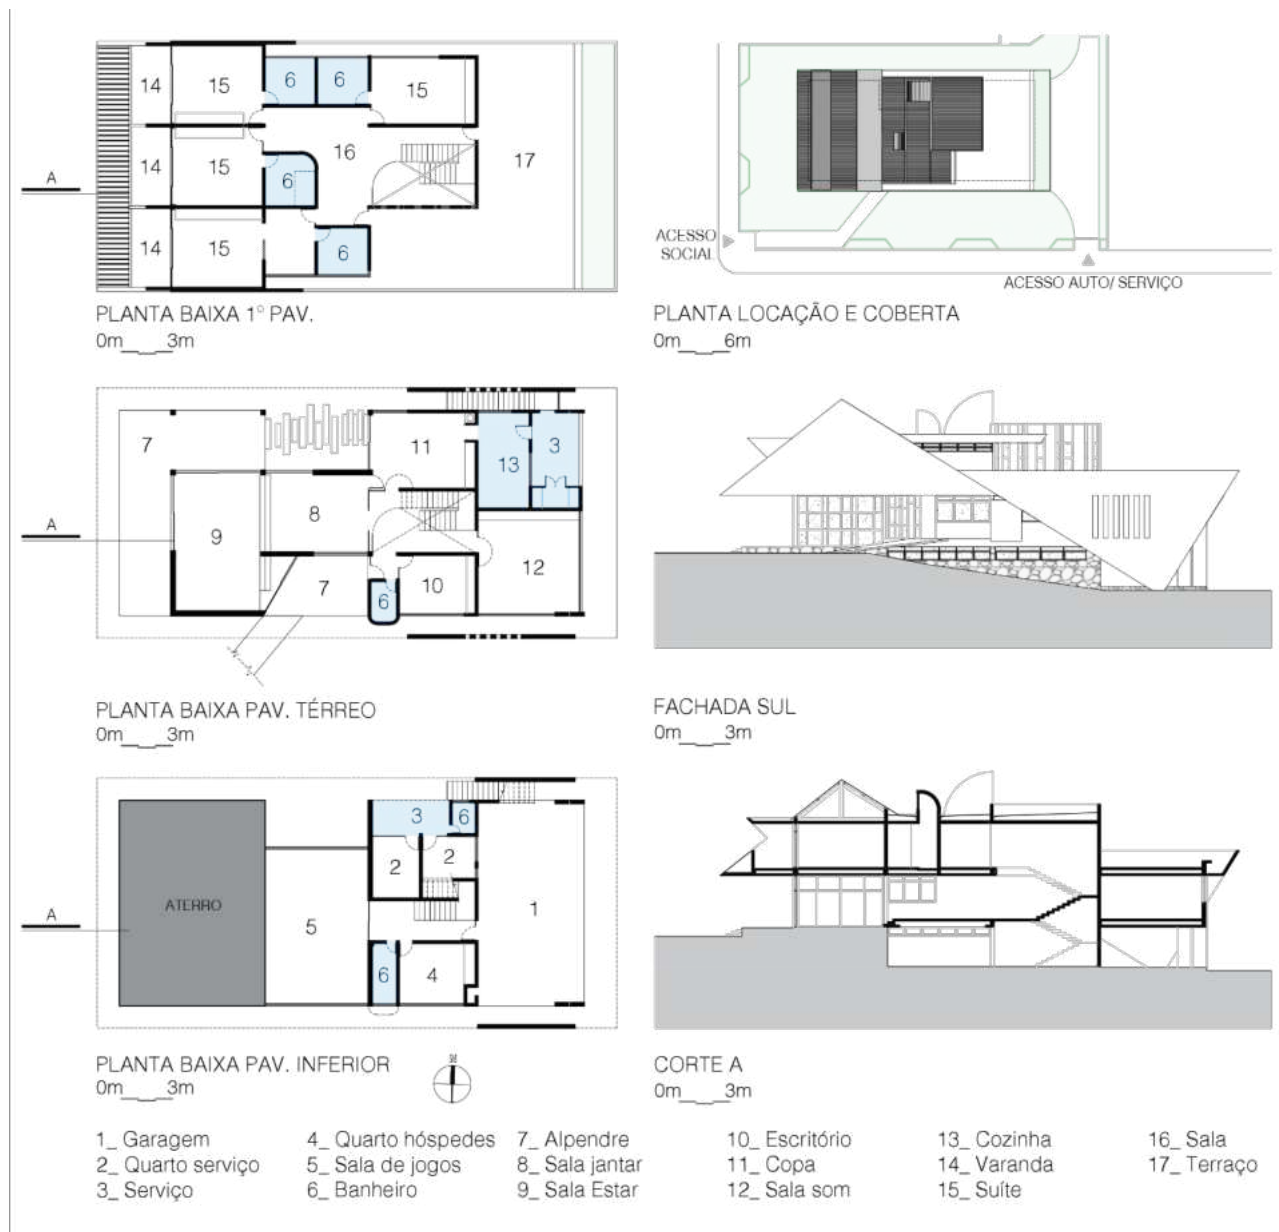 14 15 6 6 15
A
14 15 6 16 17
14 15 6
PLANTA BAIXA 1º PAV.
0m 3m
ACESSO
SOCIAL
ACESSO AUTO/ SERVIÇO
PLANTA LOCAÇÃO E COBERTA
0m 6m
7 11 13 3
A
9 8 12
7 6 10
PLANTA BAIXA PAV. TÉRREO
0m 3m
FACHADA SUL
0m 3m
3 6
2 2
ATERRO
A
5 1
6 4
PLANTA BAIXA PAV. INFERIOR
0m 3m
CORTE A
0m 3m
1_ Garagem
2_ Quarto serviço
3_ Serviço
4_ Quarto hóspedes
5_ Sala de jogos
6_ Banheiro
7_ Alpendre
8_ Sala jantar
9_ Sala Estar
10_ Escritório
11_ Copa
12_ Sala som
13_ Cozinha
14_ Varanda
15_ Suíte
16_ Sala
17_ Terraço